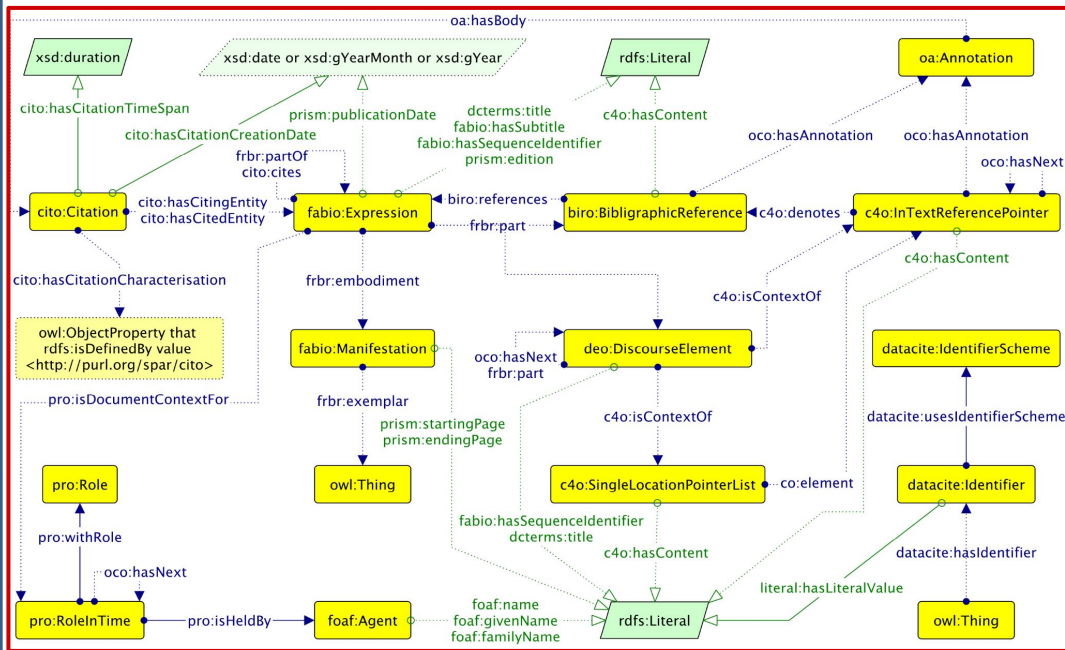 oa:hasBody
xsd:duration
xsd:date or xsd:gYearMonth or xsd:gYear
rdfs:Literal
oa:Annotation
cito:hasCitationTimeSpan
cito:hasCitationCreationDate
prism:publicationDate
dcterms:title
fabio:hasSubtitle
fabio:hasSequenceIdentifier
prism:edition
c4o:hasContent
oco:hasAnnotation
oco:hasAnnotation
oco:hasNext
frbr:partOf
cito:cites
cito:Citation
cito:hasCitingEntity
cito:hasCitedEntity
fabio:Expression
biro:references
biro:BibligraphicReference
c4o:denotes
c4o:InTextReferencePointer
frbr:part
c4o:hasContent
cito:hasCitationCharacterisation
frbr:embodiment
c4o:isContextOf
owl:ObjectProperty that
rdfs:isDefinedBy value
<http://purl.org/spar/cito>
fabio:Manifestation
oco:hasNext
frbr:part
deo:DiscourseElement
datacite:IdentifierScheme
pro:isDocumentContextFor
frbr:exemplar
prism:startingPage
prism:endingPage
c4o:isContextOf
datacite:usesIdentifierScheme
pro:Role
owl:Thing
c4o:SingleLocationPointerList
co:element
datacite:Identifier
pro:withRole
fabio:hasSequenceIdentifier
dcterms:title
c4o:hasContent
datacite:hasIdentifier
oco:hasNext
literal:hasLiteralValue
pro:RoleInTime
pro:isHeldBy
foaf:Agent
foaf:name
foaf:givenName
foaf:familyName
rdfs:Literal
owl:Thing